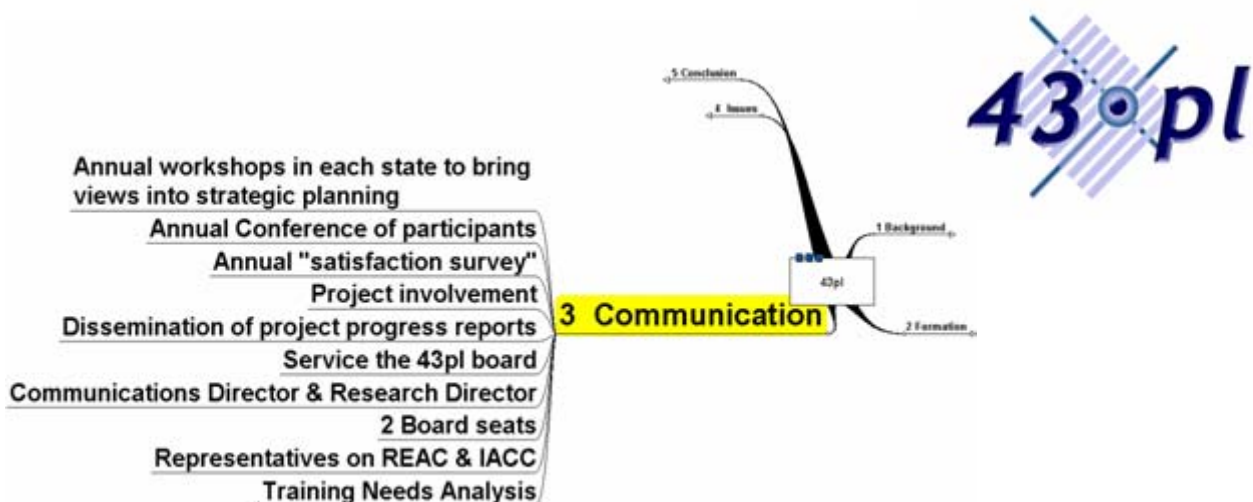 43pl
5 Conclusion
4 Issues
Annual workshops in each state to bring
views into strategic planning
Annual Conference of participants
Annual "satisfaction survey"
Project involvement
Dissemination of project progress reports
Service the 43pl board
Communications Director & Research Director
2 Board seats
Representatives on REAC & IACC
Training Needs Analysis
3 Communication
1 Background
43pl
2 Formation